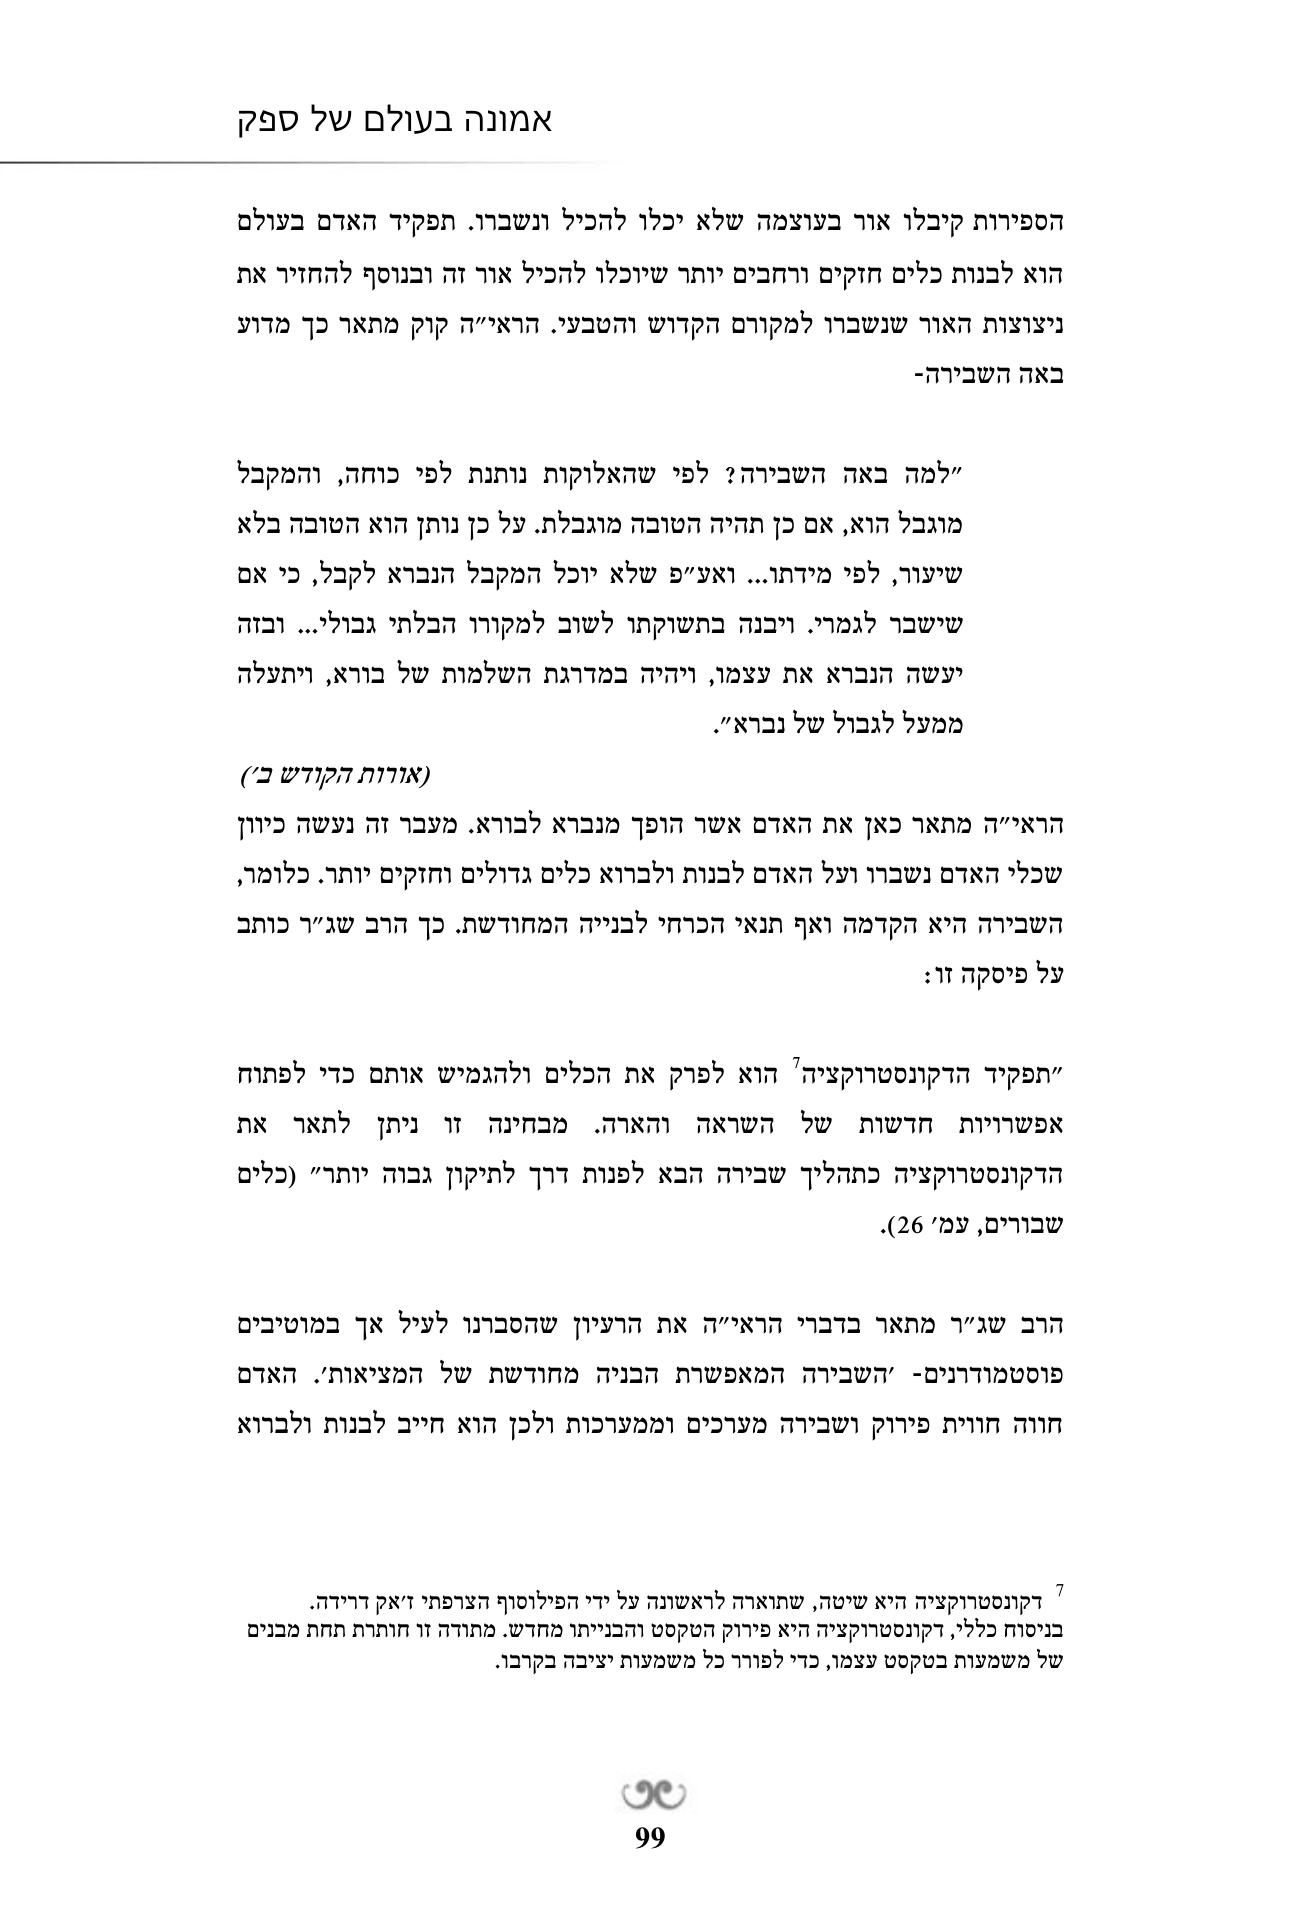 אמונה בעולם של ספק
הספירות קיבלו אור בעוצמה שלא יכלו להכיל ונשברו. תפקיד האדם בעולם
הוא לבנות כלים חזקים ורחבים יותר שיוכלו להכיל אור זה ובנוסף להחזיר את
ניצוצות האור שנשברו למקורם הקדוש והטבעי. הראי״ה קוק מתאר כך מדוע
באה השבירה-
״למה באה השבירה? לפי שהאלוקות נותנת לפי כוחה, והמקבל
מוגבל הוא, אם כן תהיה הטובה מוגבלת. על כן נותן הוא הטובה בלא
שיעור, לפי מידתו... ואע״פ שלא יוכל המקבל הנברא לקבל, כי אם
שישבר לגמרי. ויבנה בתשוקתו לשוב למקורו הבלתי גבולי... ובזה
יעשה הנברא את עצמו, ויהיה במדרגת השלמות של בורא, ויתעלה
ממעל לגבול של נברא״.
(אורות הקודש ב׳)
הראי״ה מתאר כאן את האדם אשר הופך מנברא לבורא. מעבר זה נעשה כיוון
שכלי האדם נשברו ועל האדם לבנות ולברוא כלים גדולים וחזקים יותר. כלומר,
השבירה היא הקדמה ואף תנאי הכרחי לבנייה המחודשת. כך הרב שג״ר כותב
על פיסקה זו:
״תפקיד הדקונסטרוקציה7 הוא לפרק את הכלים ולהגמיש אותם כדי לפתוח
אפשרויות חדשות של השראה והארה. מבחינה זו ניתן לתאר את
הדקונסטרוקציה כתהליך שבירה הבא לפנות דרך לתיקון גבוה יותר״ (כלים
שבורים, עמ׳ 26).
הרב שג״ר מתאר בדברי הראי״ה את הרעיון שהסברנו לעיל אך במוטיבים
פוסטמודרנים- ׳השבירה המאפשרת הבניה מחודשת של המציאות׳. האדם
חווה חווית פירוק ושבירה מערכים וממערכות ולכן הוא חייב לבנות ולברוא
7 דקונסטרוקציה היא שיטה, שתוארה לראשונה על ידי הפילוסוף הצרפתי ז׳אק דרידה.
בניסוח כללי, דקונסטרוקציה היא פירוק הטקסט והבנייתו מחדש. מתודה זו חותרת תחת מבנים
של משמעות בטקסט עצמו, כדי לפורר כל משמעות יציבה בקרבו.
99